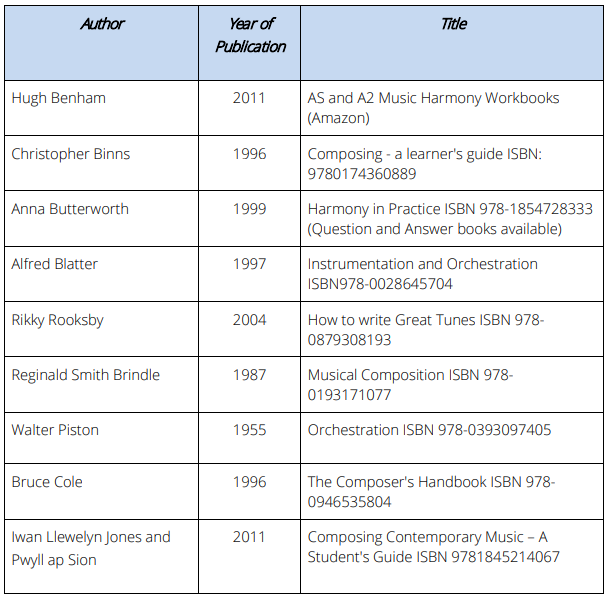 Author Year of Title
Publication
Hugh Benham 2011 AS and A2 Music Harmony Workbooks
(Amazon)
Christopher Binns 1996 Composing - a learner's guide ISBN:
9780174360889
Anna Butterworth 1999 Harmony in Practice ISBN 978-1854728333
(Question and Answer books available)
Alfred Blatter 1997 Instrumentation and Orchestration
ISBN978-0028645704
Rikky Rooksby 2004 How to write Great Tunes ISBN 978-
0879308193
Reginald Smith Brindle 1987 Musical Composition ISBN 978-
0193171077
Walter Piston 1955 Orchestration ISBN 978-0393097405
Bruce Cole 1996 The Composer's Handbook ISBN 978-
0946535804
Iwan Llewelyn Jones and 2011 Composing Contemporary Music – A
Pwyll ap Sion Student's Guide ISBN 9781845214067